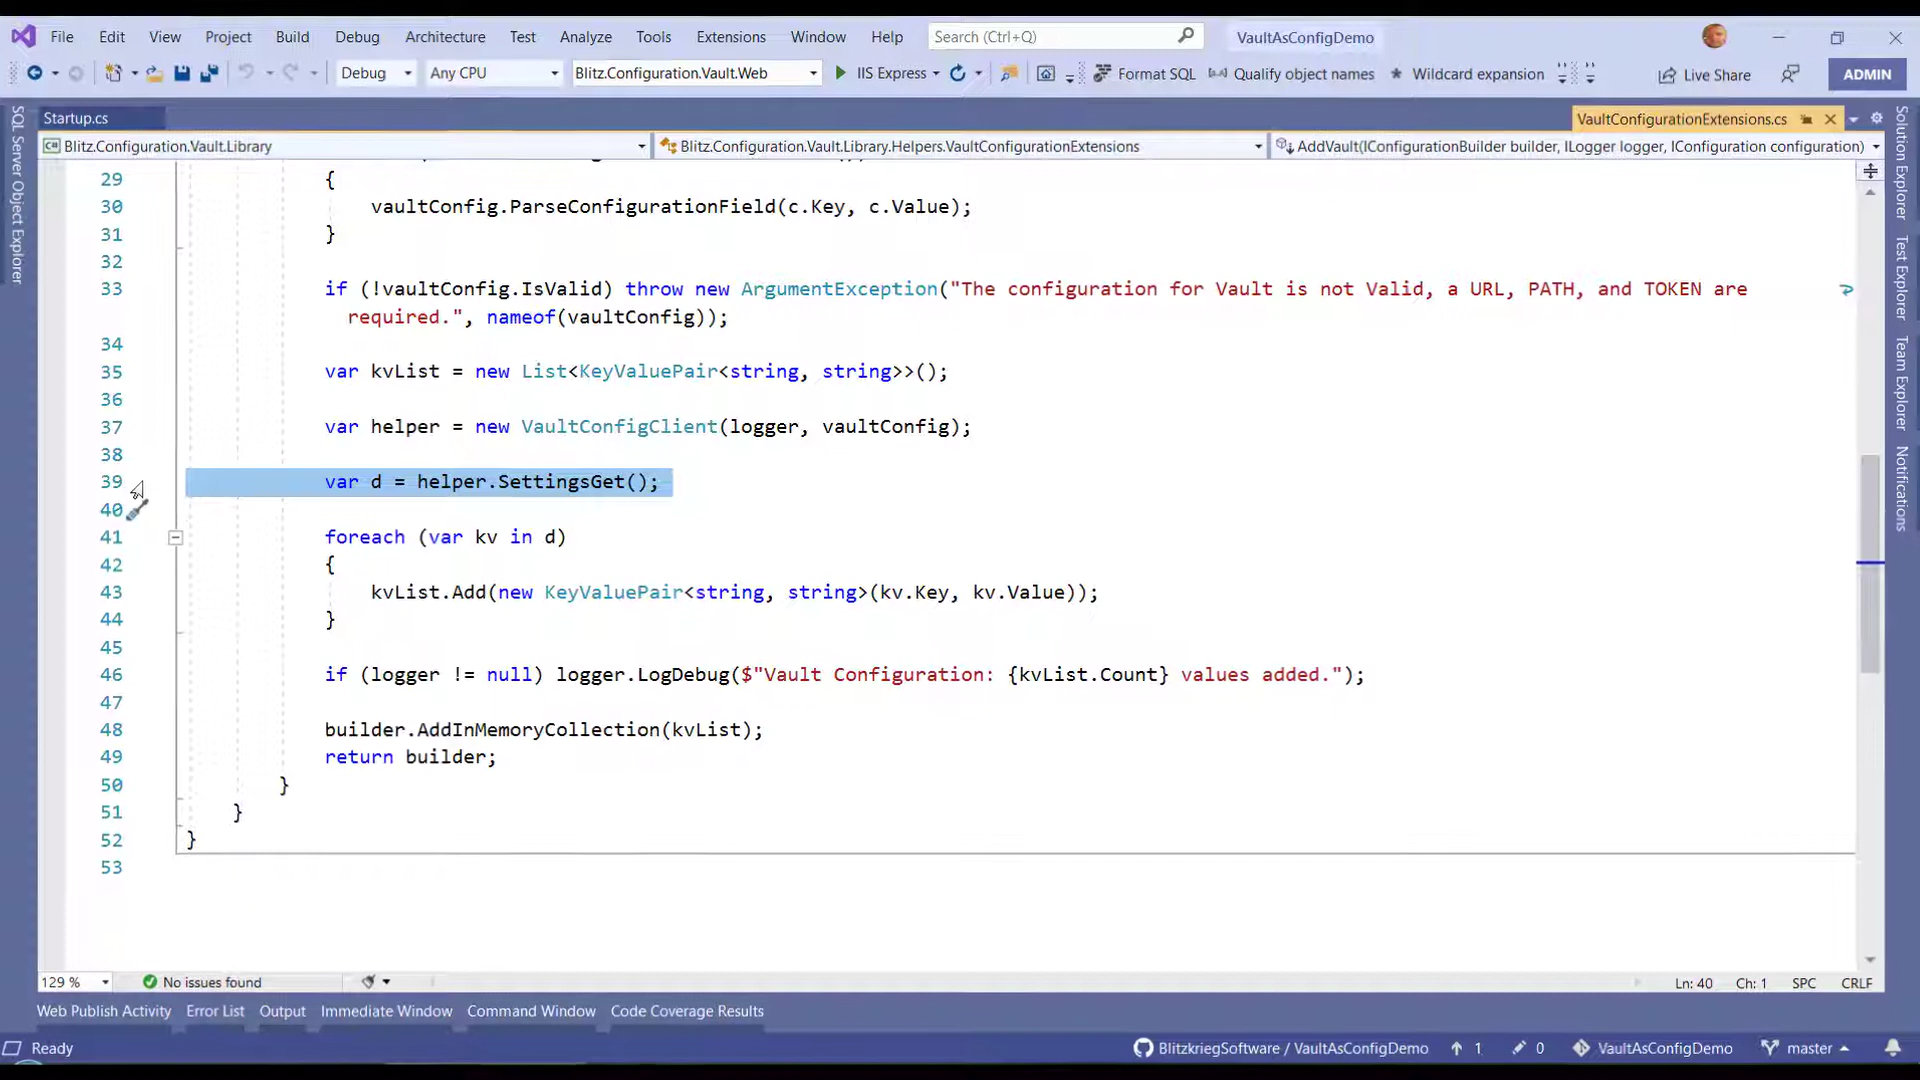 File Edit View Project Build Debug Architecture Test Analyze Tools Extensions Window Help Search (Ctrl+Q) VaultAsConfigDemo
Debug Any CPU Blitz.Configuration.Vault.Web IIS Express Format SQL Qualify object names Wildcard expansion Live Share ADMIN
Startup.cs VaultConfigurationExtensions.cs
Blitz.Configuration.Vault.Library Blitz.Configuration.Vault.Library.Helpers.VaultConfigurationExtensions AddVault(IConfigurationBuilder builder, ILogger logger, IConfiguration configuration)
SQL Server Object Explorer
Solution Explorer
Test Explorer
Team Explorer
Notifications
29 {
30 vaultConfig.ParseConfigurationField(c.Key, c.Value);
31 }
32
33 if (!vaultConfig.IsValid) throw new ArgumentException("The configuration for Vault is not Valid, a URL, PATH, and TOKEN are
required.", nameof(vaultConfig));
34
35 var kvList = new List<KeyValuePair<string, string>>();
36
37 var helper = new VaultConfigClient(logger, vaultConfig);
38
39 var d = helper.SettingsGet();
40
41 foreach (var kv in d)
42 {
43 kvList.Add(new KeyValuePair<string, string>(kv.Key, kv.Value));
44 }
45
46 if (logger != null) logger.LogDebug($"Vault Configuration: {kvList.Count} values added.");
47
48 builder.AddInMemoryCollection(kvList);
49 return builder;
50 }
51 }
52 }
53
129 % No issues found Ln: 40 Ch: 1 SPC CRLF
Web Publish Activity Error List Output Immediate Window Command Window Code Coverage Results
Ready BlitzkriegSoftware / VaultAsConfigDemo 1 0 VaultAsConfigDemo master